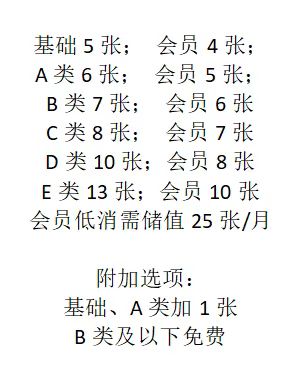 基础 5 张； 会员 4 张；
A 类 6 张； 会员 5 张；
B 类 7 张； 会员 6 张
C 类 8 张； 会员 7 张
D 类 10 张；会员 8 张
E 类 13 张；会员 10 张
会员低消需储值 25 张/月
附加选项：
基础、A 类加 1 张
B 类及以下免费